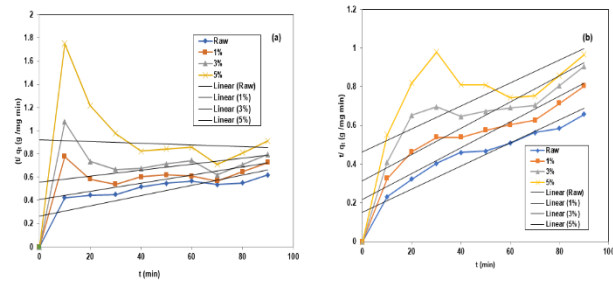 (a)
t/ qt (g /mg min)
2
1.8
1.6
1.4
1.2
1
0.8
0.6
0.4
0.2
0
0 20 40 60 80 100
t (min)
Raw
1%
3%
5%
Linear (Raw)
Linear (1%)
Linear (3%)
Linear (5%)
(b)
t/ qt (g /mg min)
1.2
1
0.8
0.6
0.4
0.2
0
0 20 40 60 80 100
t (min)
Raw
1%
3%
5%
Linear (Raw)
Linear (1%)
Linear (3%)
Linear (5%)